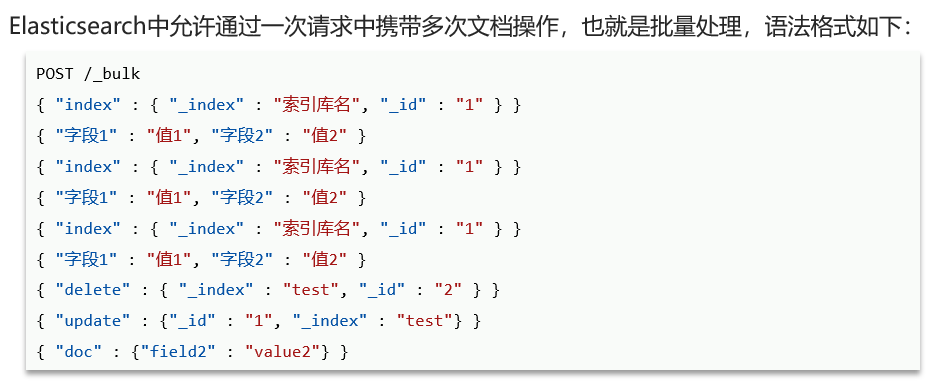 Elasticsearch中允许通过一次请求中携带多次文档操作，也就是批量处理，语法格式如下：
POST /_bulk
{ "index" : { "_index" : "索引库名", "_id" : "1" } }
{ "字段1" : "值1", "字段2" : "值2" }
{ "index" : { "_index" : "索引库名", "_id" : "1" } }
{ "字段1" : "值1", "字段2" : "值2" }
{ "index" : { "_index" : "索引库名", "_id" : "1" } }
{ "字段1" : "值1", "字段2" : "值2" }
{ "delete" : { "_index" : "test", "_id" : "2" } }
{ "update" : {"_id" : "1", "_index" : "test"} }
{ "doc" : {"field2" : "value2"} }